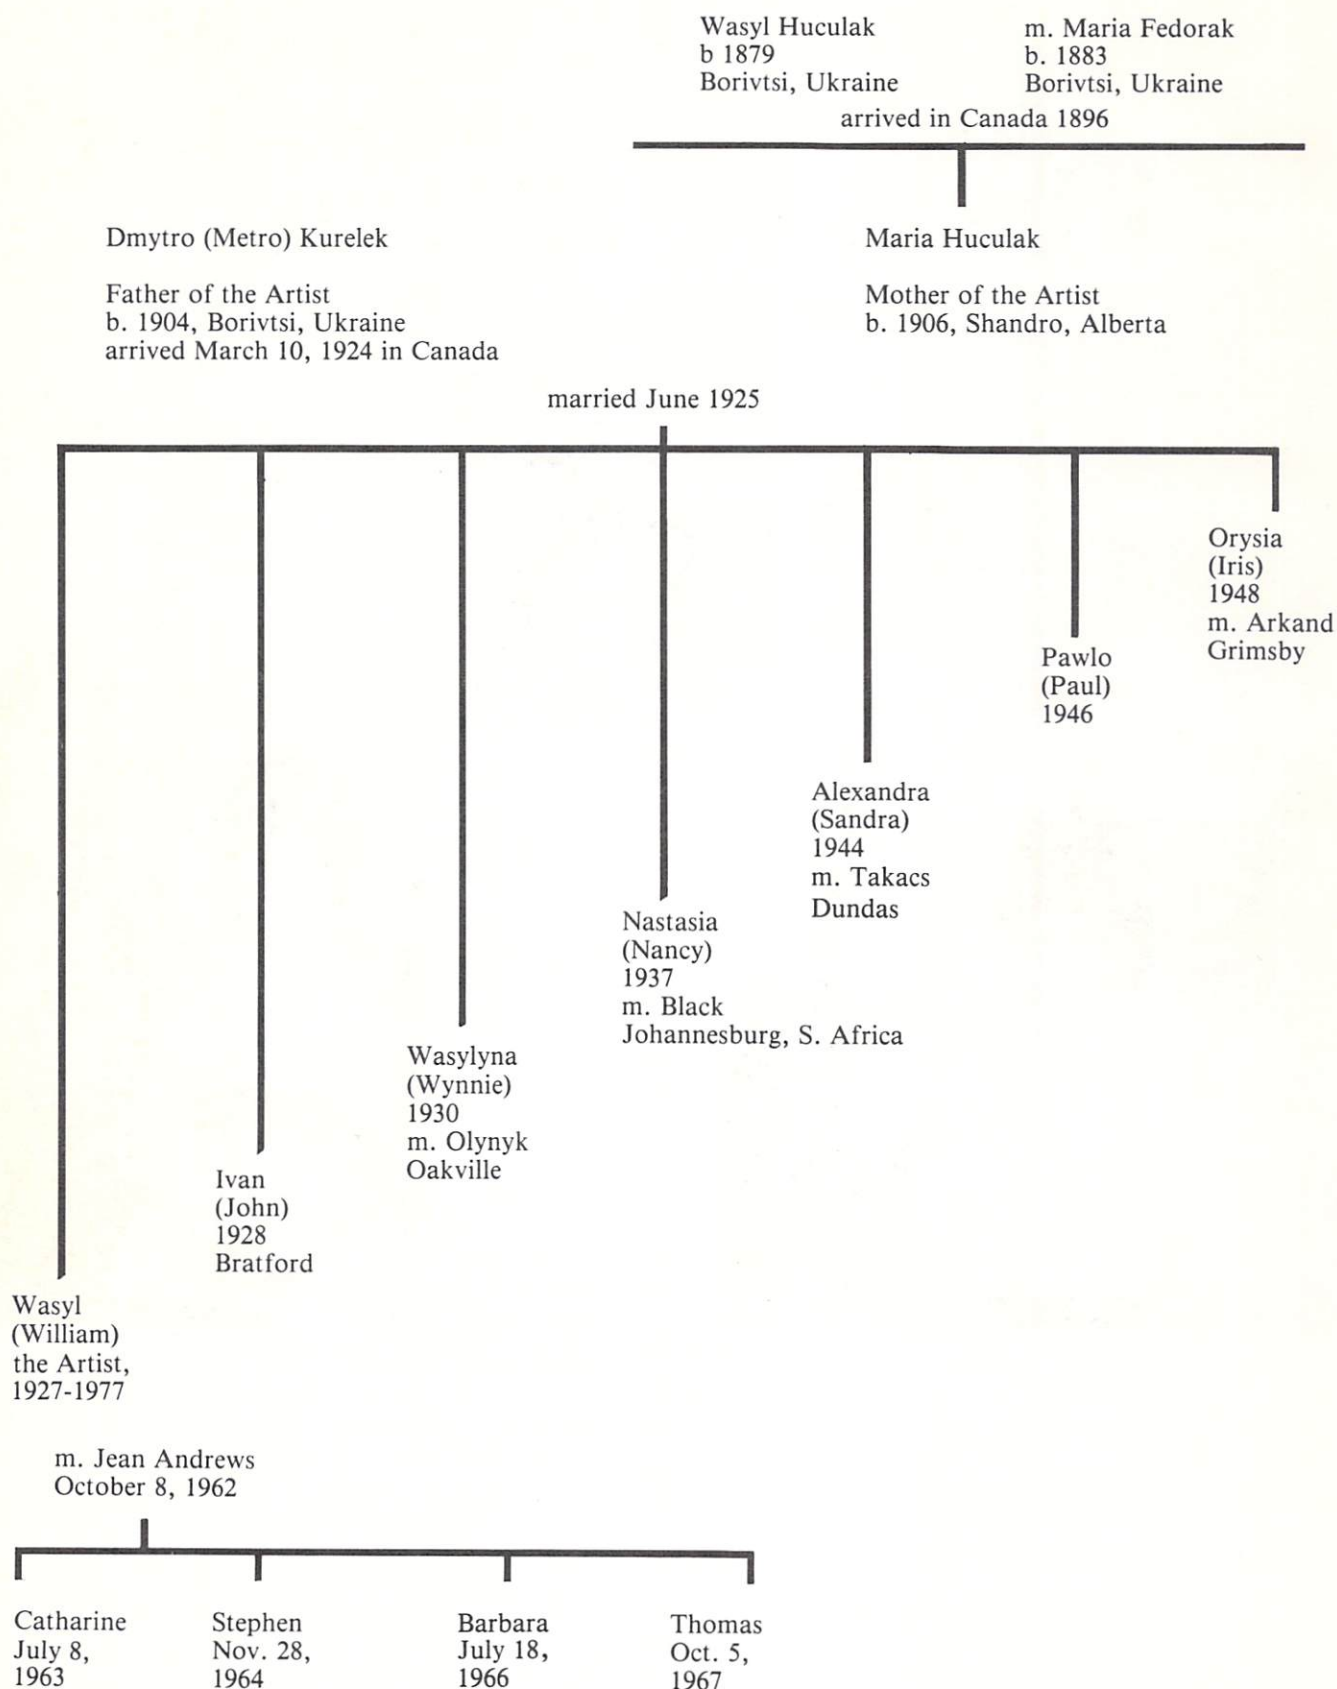 Wasyl Huculak
b 1879
Borivtsi, Ukraine
m. Maria Fedorak
b. 1883
Borivtsi, Ukraine
arrived in Canada 1896
Dmytro (Metro) Kurelek
Father of the Artist
b. 1904, Borivtsi, Ukraine
arrived March 10, 1924 in Canada
Maria Huculak
Mother of the Artist
b. 1906, Shandro, Alberta
married June 1925
Wasyl
(William)
the Artist,
1927-1977
Ivan
(John)
1928
Bratford
Wasylyna
(Wynnie)
1930
m. Olynyk
Oakville
Nastasia
(Nancy)
1937
m. Black
Johannesburg, S. Africa
Alexandra
(Sandra)
1944
m. Takacs
Dundas
Pawlo
(Paul)
1946
Orysia
(Iris)
1948
m. Arkand
Grimsby
m. Jean Andrews
October 8, 1962
Catharine
July 8,
1963
Stephen
Nov. 28,
1964
Barbara
July 18,
1966
Thomas
Oct. 5,
1967